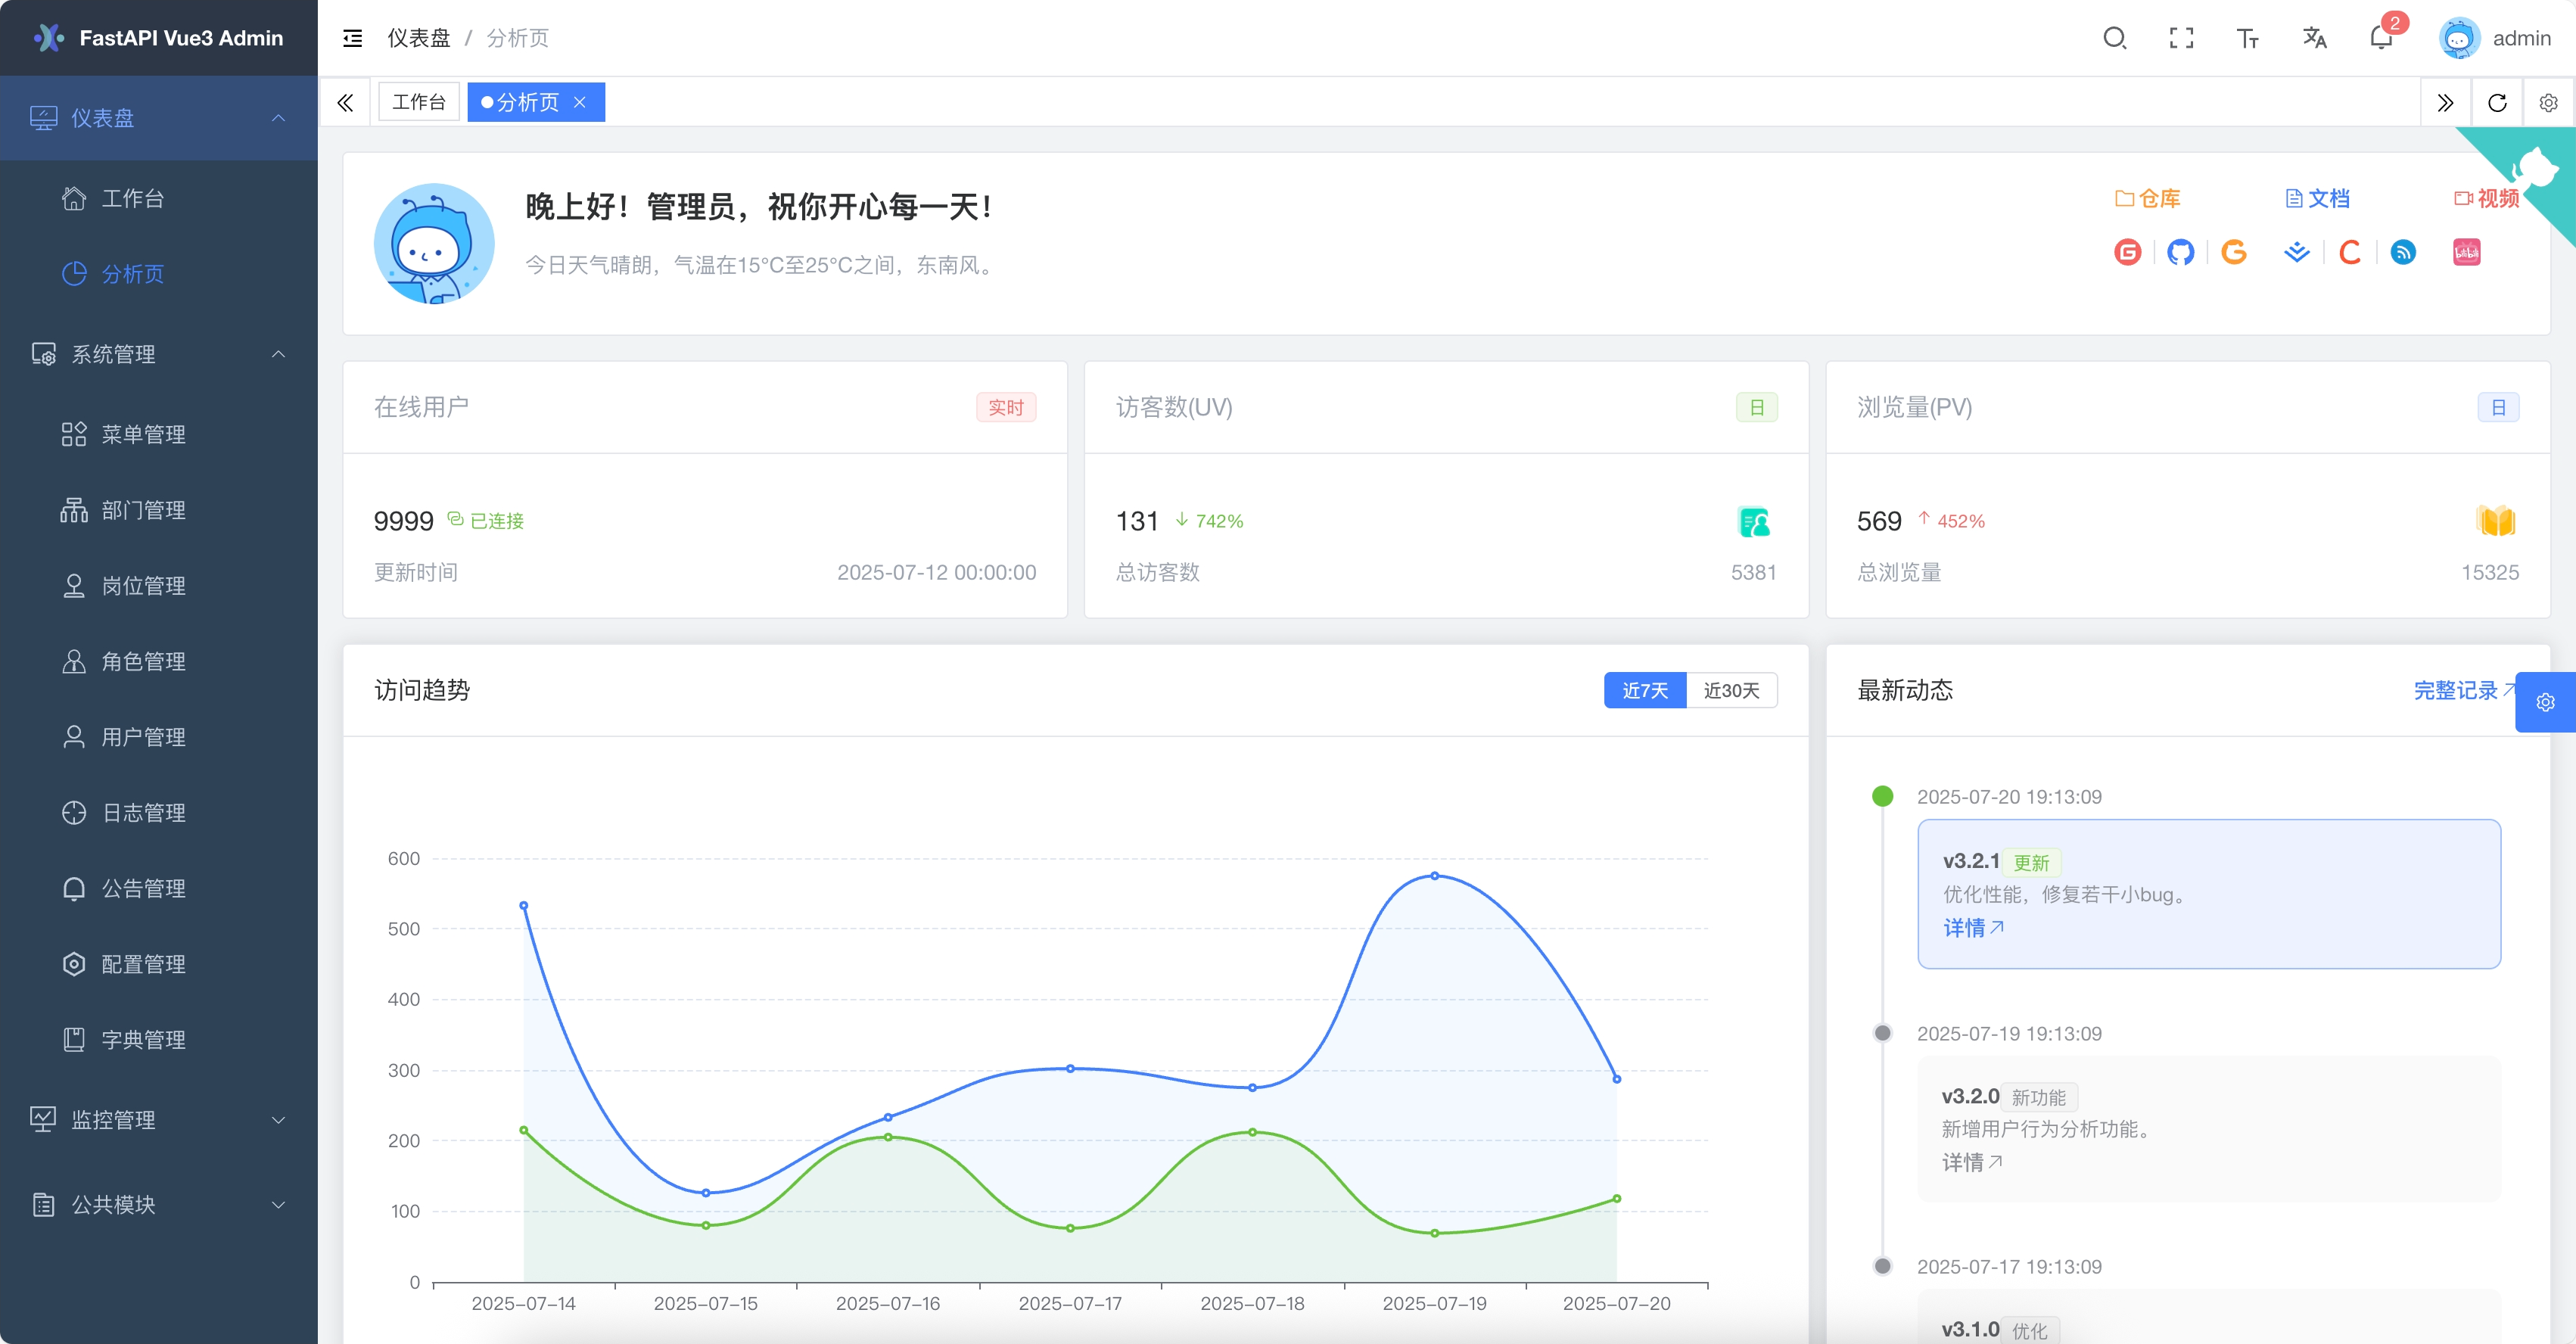 FastAPI Vue3 Admin
仪表盘
工作台
分析页
系统管理
菜单管理
部门管理
岗位管理
角色管理
用户管理
日志管理
公告管理
配置管理
字典管理
监控管理
公共模块
仪表盘 / 分析页
2
admin
工作台
分析页
晚上好！管理员，祝你开心每一天！
今日天气晴朗，气温在15°C至25°C之间，东南风。
仓库 文档 视频
在线用户 实时
9999 已连接
更新时间 2025-07-12 00:00:00
访客数(UV) 日
131 742%
总访客数 5381
浏览量(PV) 日
569 452%
总浏览量 15325
访问趋势 近7天 近30天
600
500
400
300
200
100
0
2025-07-14 2025-07-15 2025-07-16 2025-07-17 2025-07-18 2025-07-19 2025-07-20
最新动态 完整记录
2025-07-20 19:13:09
v3.2.1 更新
优化性能，修复若干小bug。
详情
2025-07-19 19:13:09
v3.2.0 新功能
新增用户行为分析功能。
详情
2025-07-17 19:13:09
v3.1.0 优化